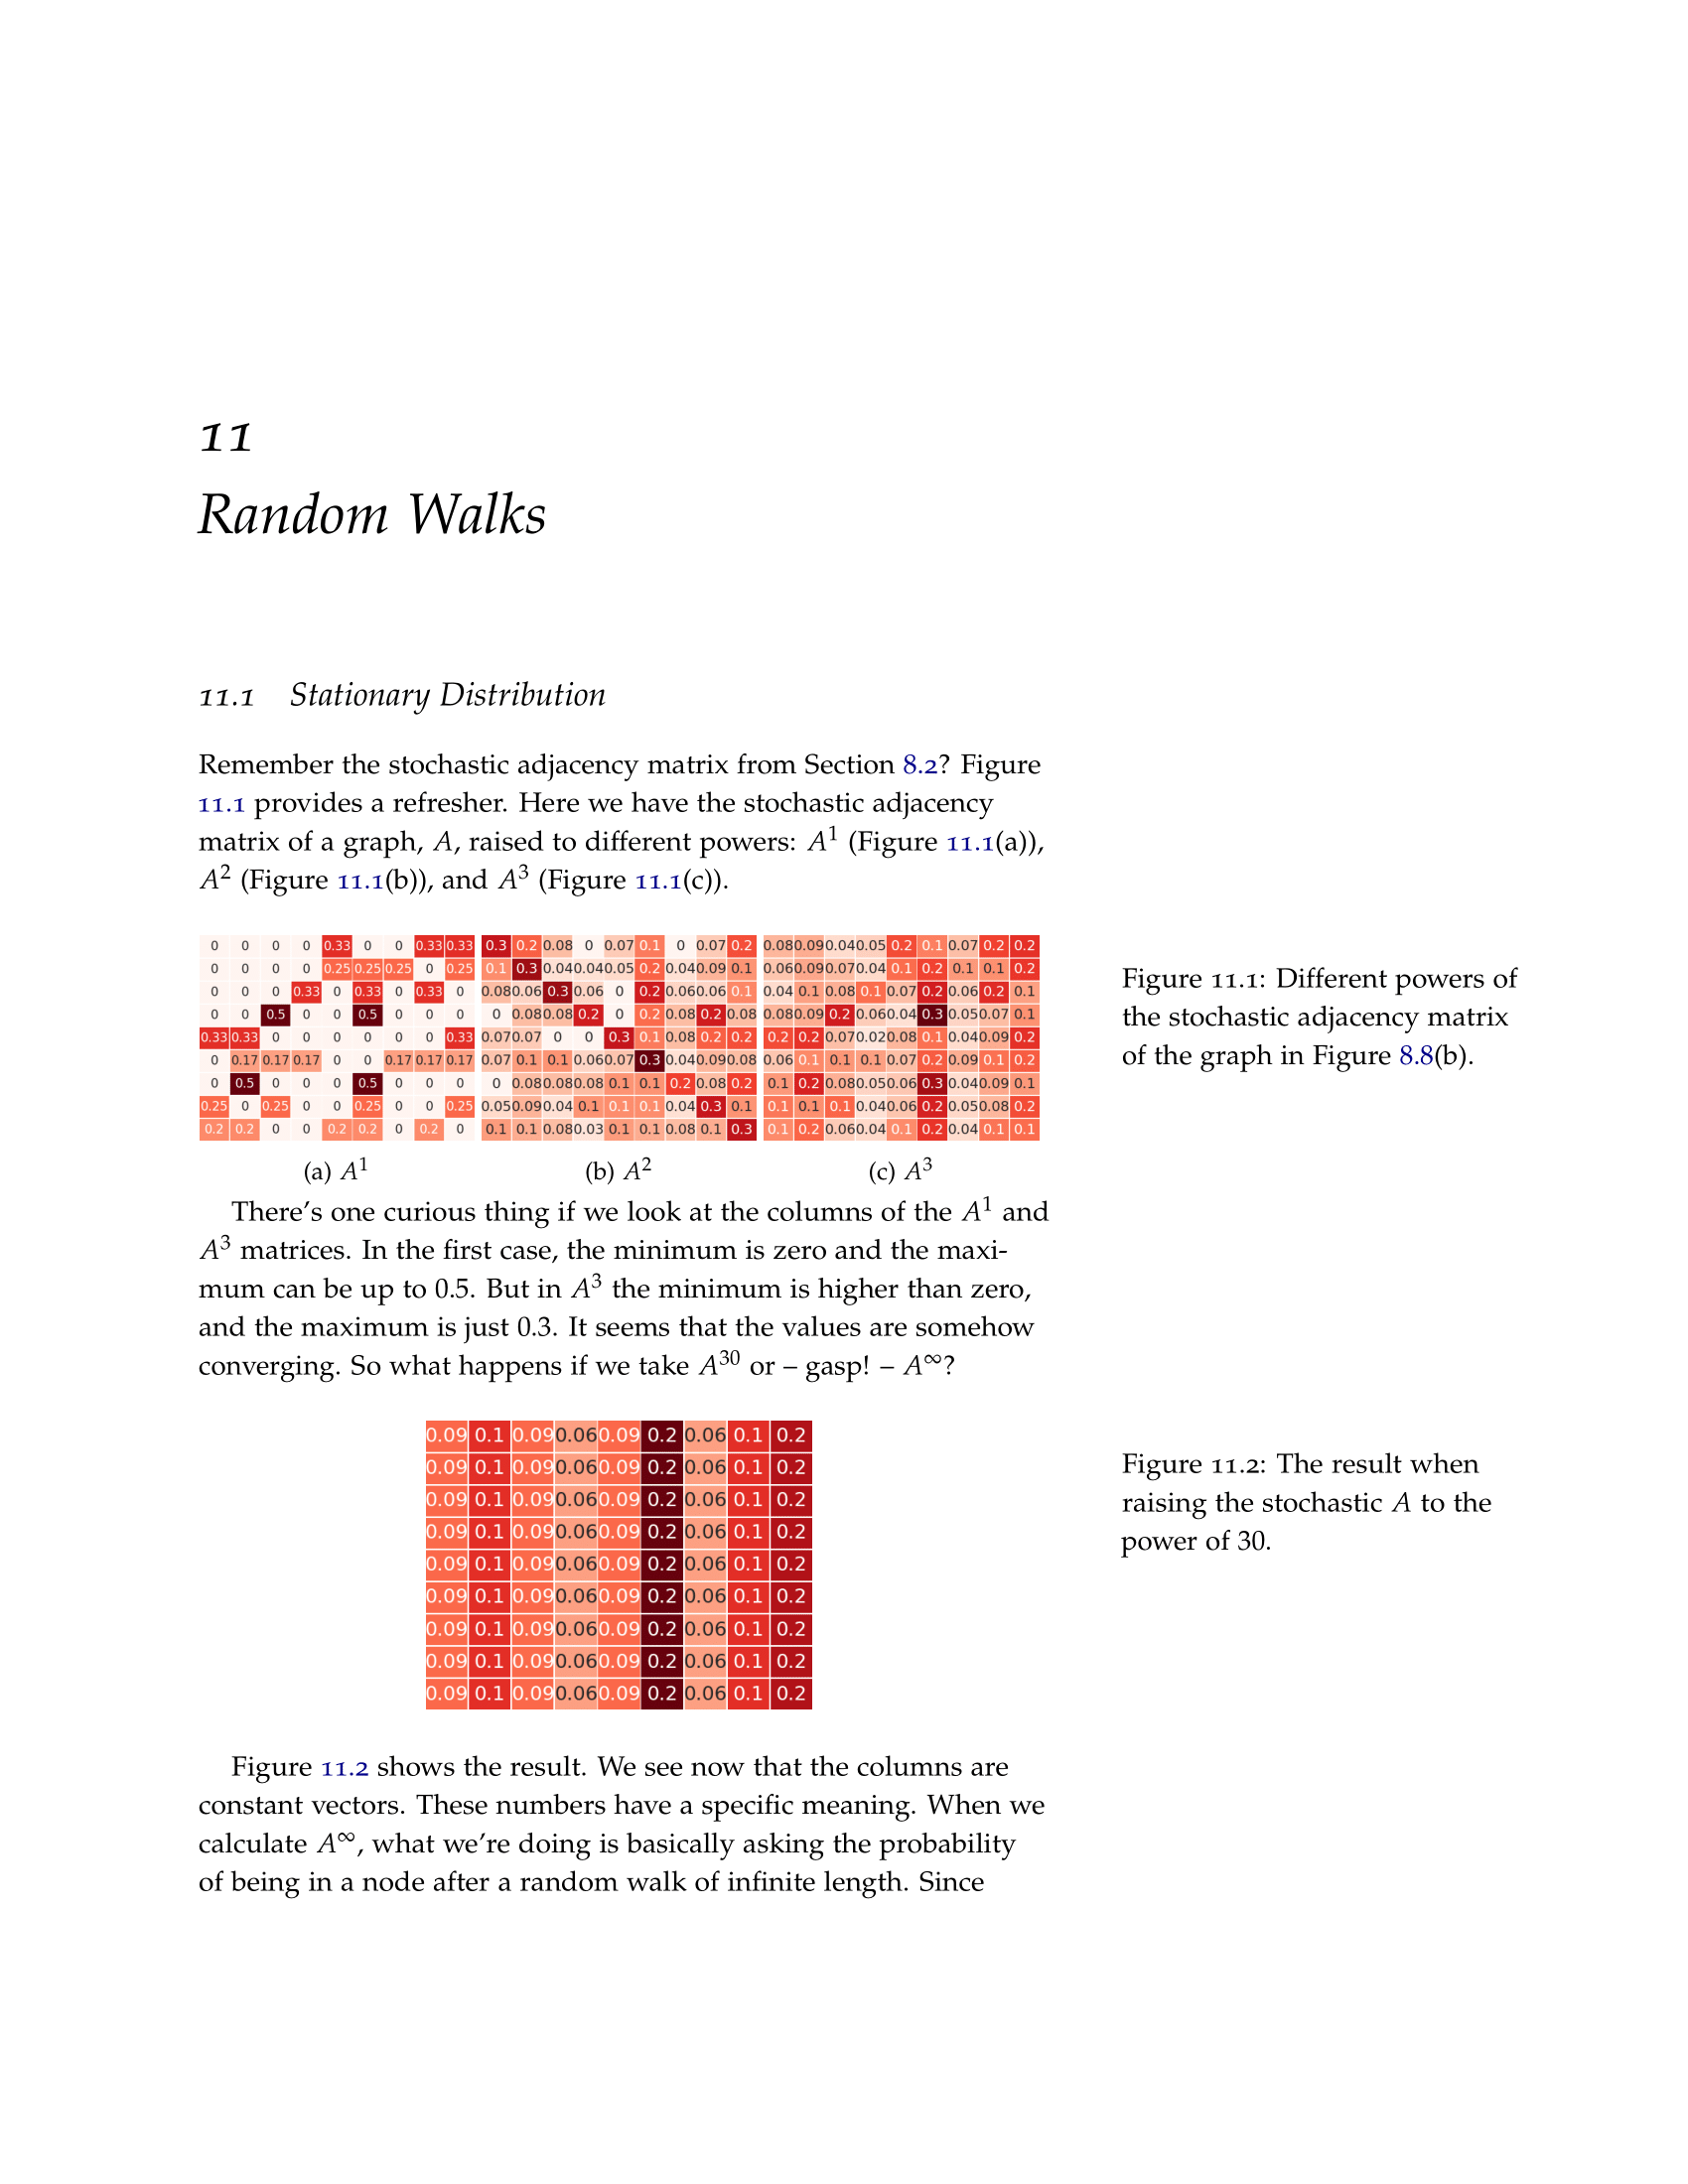 11
Random Walks
11.1 Stationary Distribution
Remember the stochastic adjacency matrix from Section 8.2? Figure
11.1 provides a refresher. Here we have the stochastic adjacency
matrix of a graph, A, raised to different powers: A¹ (Figure 11.1(a)),
A² (Figure 11.1(b)), and A³ (Figure 11.1(c)).
0 0 0 0 0.33 0 0 0.33 0.33 0.3 0.2 0.08 0 0.07 0.1 0 0.07 0.2 0.08 0.09 0.04 0.05 0.2 0.1 0.07 0.2 0.2
0 0 0 0 0.25 0.25 0.25 0 0.25 0.1 0.3 0.04 0.04 0.05 0.2 0.04 0.09 0.1 0.06 0.09 0.07 0.04 0.1 0.2 0.1 0.1 0.2
0 0 0 0.33 0 0.33 0 0.33 0 0.08 0.06 0.3 0.06 0 0.2 0.06 0.06 0.1 0.04 0.1 0.08 0.1 0.07 0.2 0.06 0.2 0.1
0 0 0.5 0 0 0.5 0 0 0 0 0.08 0.08 0.2 0 0.2 0.08 0.2 0.08 0.08 0.09 0.2 0.06 0.04 0.3 0.05 0.07 0.1
0.33 0.33 0 0 0 0 0 0 0.33 0.07 0.07 0 0 0.3 0.1 0.08 0.2 0.2 0.2 0.2 0.07 0.02 0.08 0.1 0.04 0.09 0.2
0 0.17 0.17 0.17 0 0 0.17 0.17 0.17 0.07 0.1 0.1 0.06 0.07 0.3 0.04 0.09 0.08 0.06 0.1 0.1 0.1 0.07 0.2 0.09 0.1 0.2
0 0.5 0 0 0 0.5 0 0 0 0 0.08 0.08 0.08 0.1 0.1 0.2 0.08 0.2 0.1 0.2 0.08 0.05 0.06 0.3 0.04 0.09 0.1
0.25 0 0.25 0 0 0.25 0 0 0.25 0.05 0.09 0.04 0.1 0.1 0.1 0.04 0.3 0.1 0.1 0.1 0.1 0.04 0.06 0.2 0.05 0.08 0.2
0.2 0.2 0 0 0.2 0.2 0 0.2 0 0.1 0.1 0.08 0.03 0.1 0.1 0.08 0.1 0.3 0.1 0.2 0.06 0.04 0.1 0.2 0.04 0.1 0.1
(a) A¹ (b) A² (c) A³
Figure 11.1: Different powers of
the stochastic adjacency matrix
of the graph in Figure 8.8(b).
There's one curious thing if we look at the columns of the A¹ and
A³ matrices. In the first case, the minimum is zero and the maxi-
mum can be up to 0.5. But in A³ the minimum is higher than zero,
and the maximum is just 0.3. It seems that the values are somehow
converging. So what happens if we take A³⁰ or – gasp! – A^∞?
0.09 0.1 0.09 0.06 0.09 0.2 0.06 0.1 0.2
0.09 0.1 0.09 0.06 0.09 0.2 0.06 0.1 0.2
0.09 0.1 0.09 0.06 0.09 0.2 0.06 0.1 0.2
0.09 0.1 0.09 0.06 0.09 0.2 0.06 0.1 0.2
0.09 0.1 0.09 0.06 0.09 0.2 0.06 0.1 0.2
0.09 0.1 0.09 0.06 0.09 0.2 0.06 0.1 0.2
0.09 0.1 0.09 0.06 0.09 0.2 0.06 0.1 0.2
0.09 0.1 0.09 0.06 0.09 0.2 0.06 0.1 0.2
0.09 0.1 0.09 0.06 0.09 0.2 0.06 0.1 0.2
Figure 11.2: The result when
raising the stochastic A to the
power of 30.
Figure 11.2 shows the result. We see now that the columns are
constant vectors. These numbers have a specific meaning. When we
calculate A^∞, what we're doing is basically asking the probability
of being in a node after a random walk of infinite length. Since